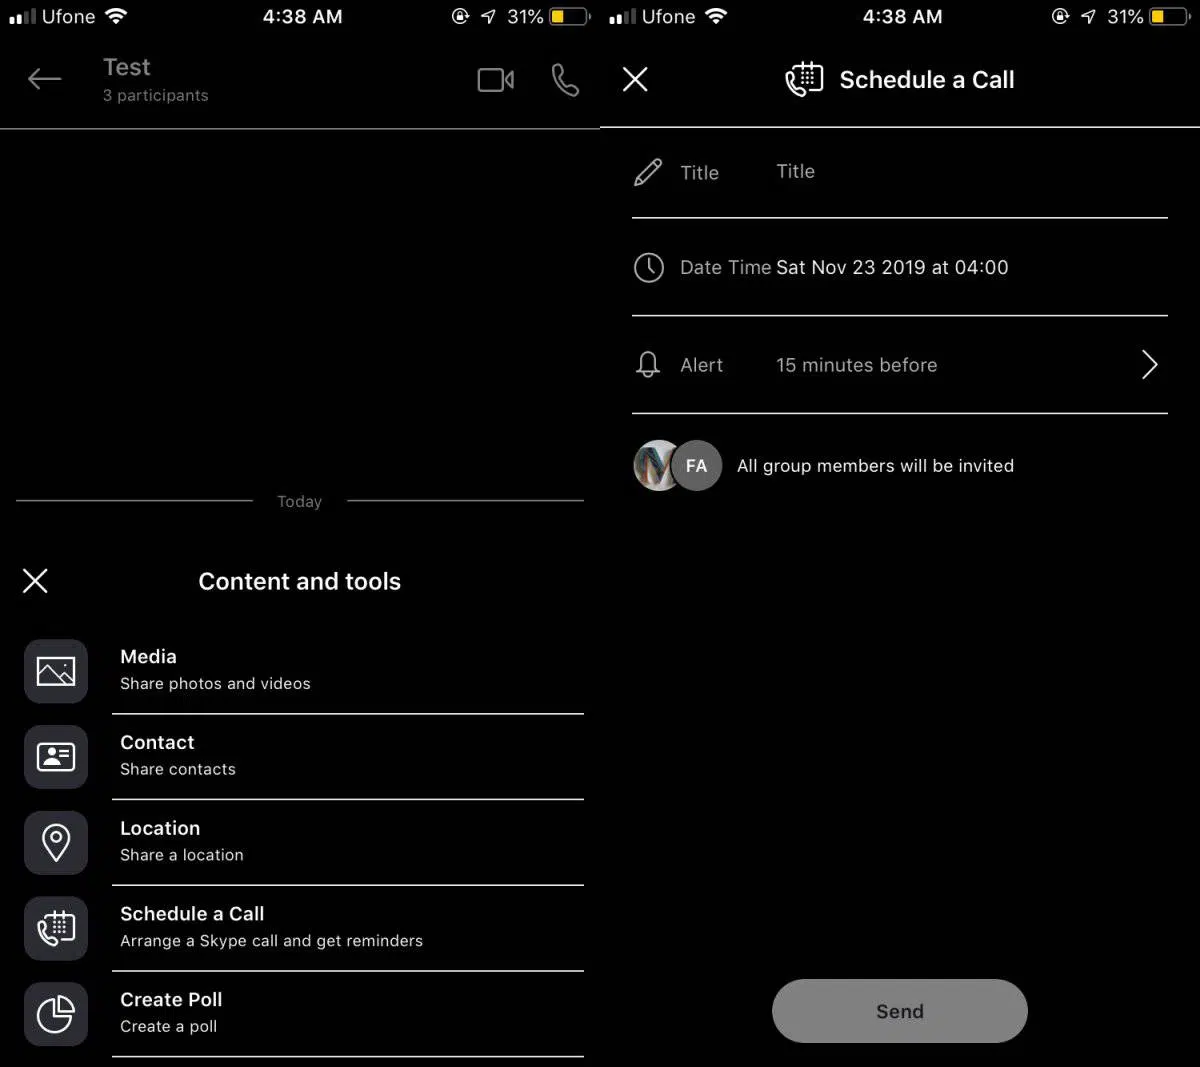 Ufone 4:38 AM 31%
Test
3 participants
Today
Content and tools
Media
Share photos and videos
Contact
Share contacts
Location
Share a location
Schedule a Call
Arrange a Skype call and get reminders
Create Poll
Create a poll
Ufone 4:38 AM 31%
Schedule a Call
Title Title
Date Time Sat Nov 23 2019 at 04:00
Alert 15 minutes before
FA All group members will be invited
Send